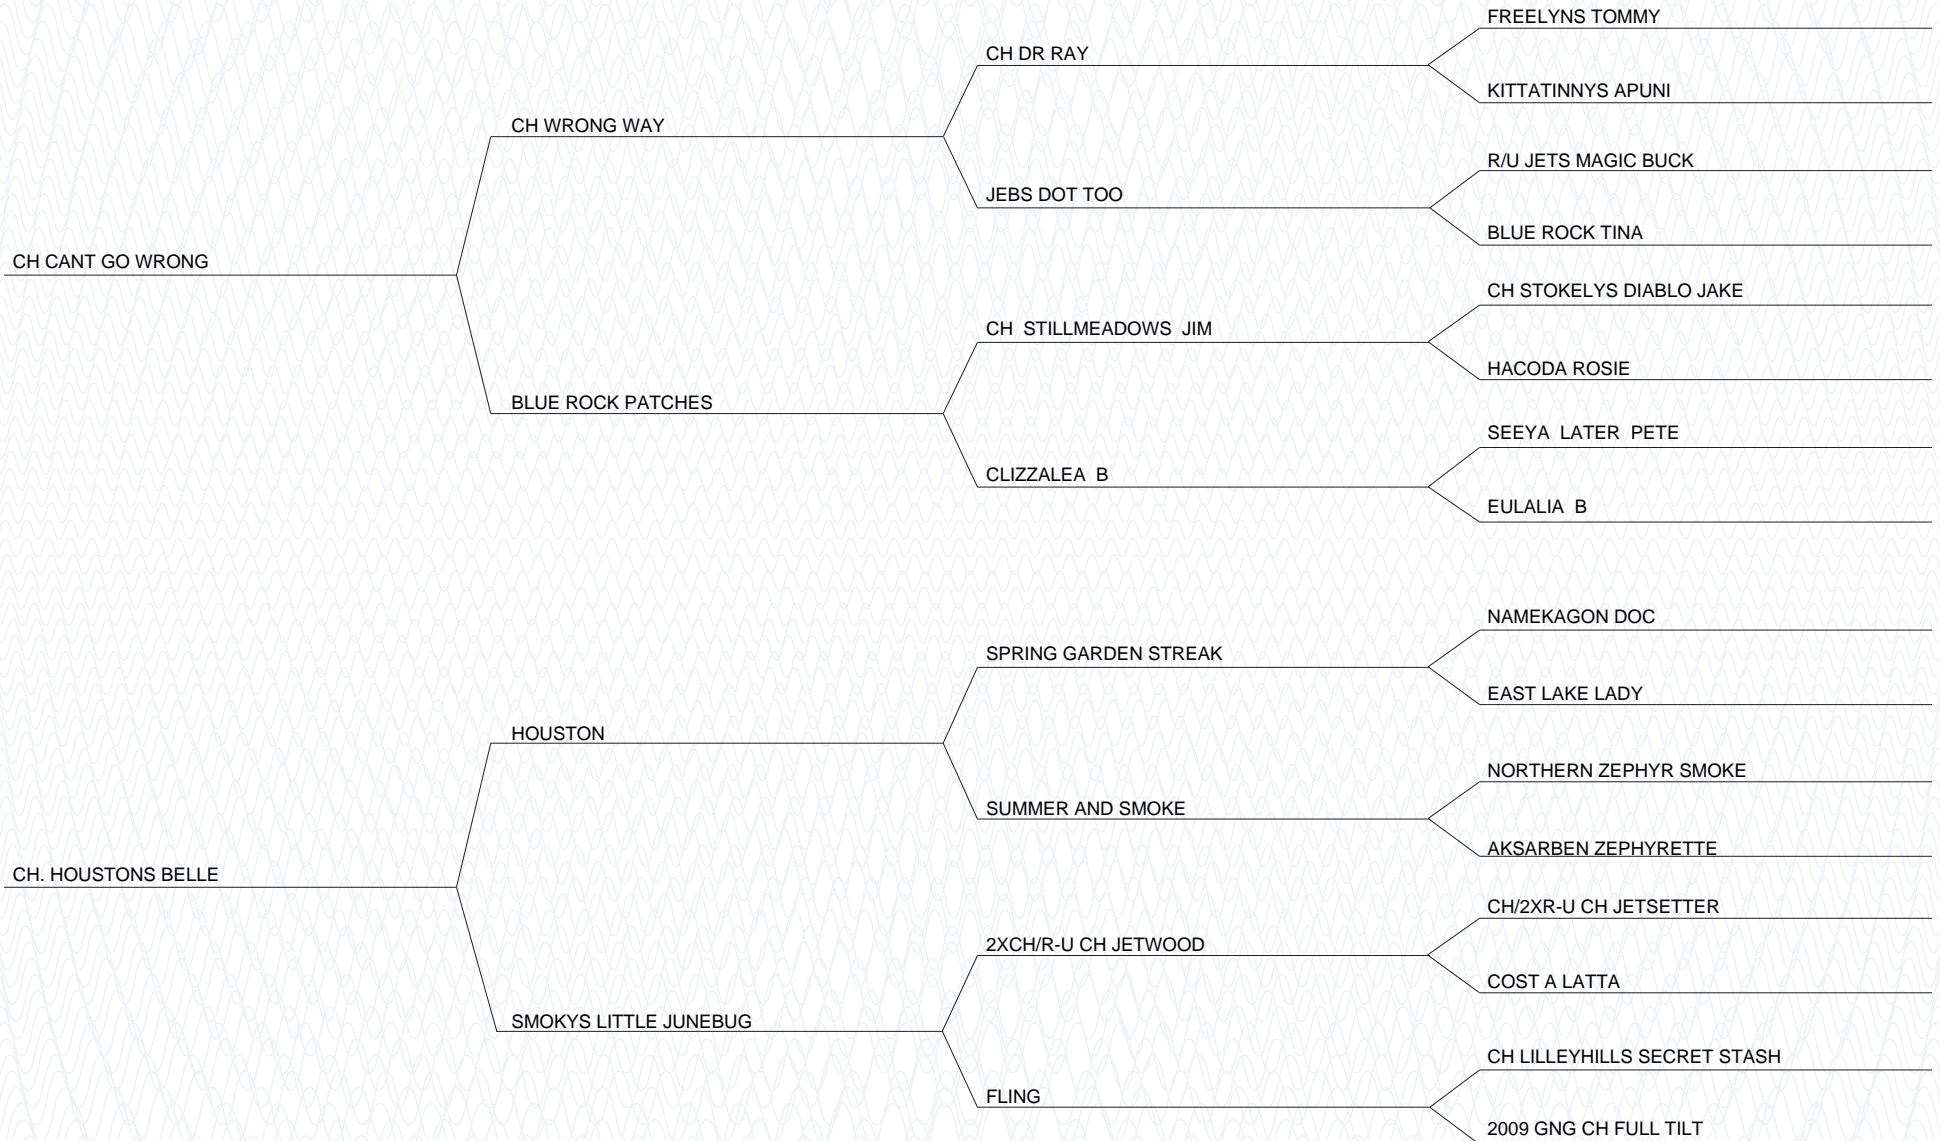 CH CANT GO WRONG
CH WRONG WAY
CH DR RAY
FREELYNS TOMMY
KITTATINNYS APUNI
JEBS DOT TOO
R/U JETS MAGIC BUCK
BLUE ROCK TINA
BLUE ROCK PATCHES
CH STILLMEADOWS JIM
CH STOKELYS DIABLO JAKE
HACODA ROSIE
CLIZZALEA B
SEEYA LATER PETE
EULALIA B
CH. HOUSTONS BELLE
HOUSTON
SPRING GARDEN STREAK
NAMEKAGON DOC
EAST LAKE LADY
SUMMER AND SMOKE
NORTHERN ZEPHYR SMOKE
AKSARBEN ZEPHYRETTE
SMOKYS LITTLE JUNEBUG
2XCH/R-U CH JETWOOD
CH/2XR-U CH JETSETTER
COST A LATTA
FLING
CH LILLEYHILLS SECRET STASH
2009 GNG CH FULL TILT